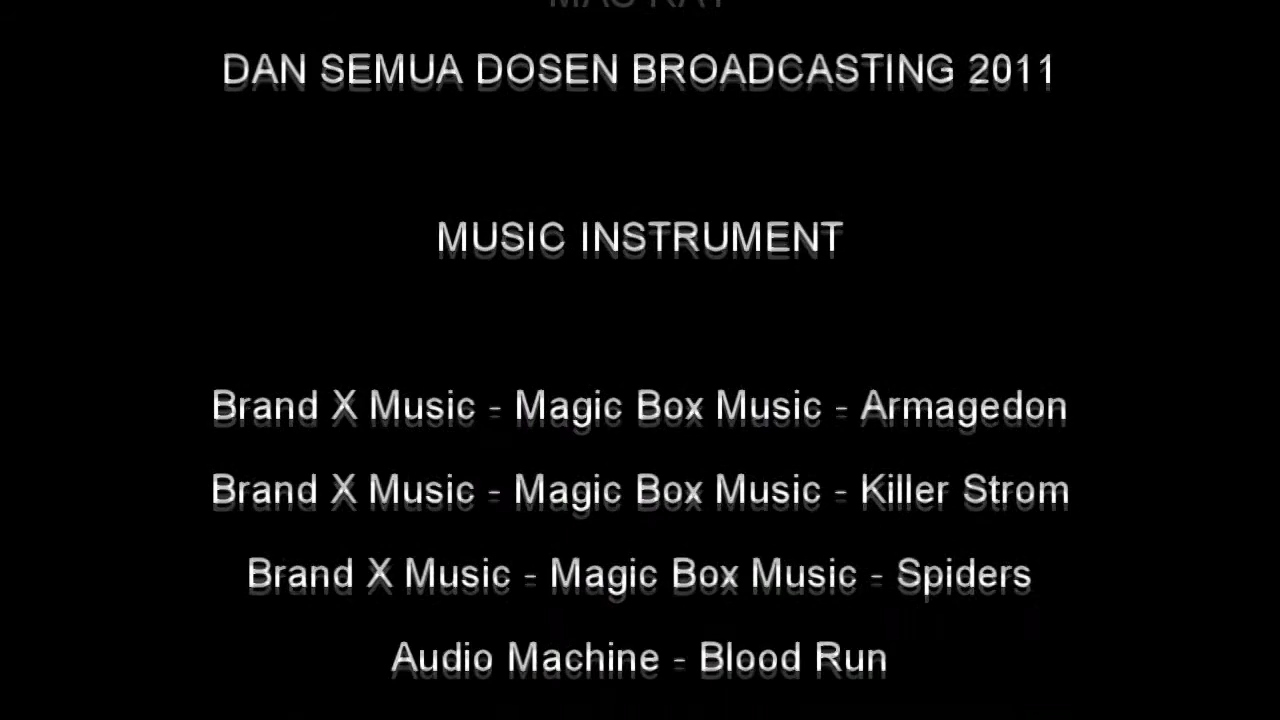 DAN SEMUA DOSEN BROADCASTING 2011
MUSIC INSTRUMENT
Brand X Music - Magic Box Music - Armagedon
Brand X Music - Magic Box Music - Killer Strom
Brand X Music - Magic Box Music - Spiders
Audio Machine - Blood Run